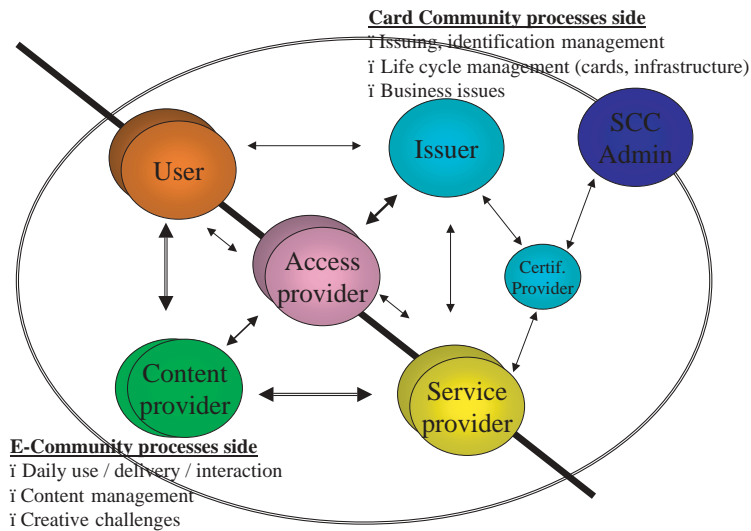 Card Community processes side
ï Issuing, identification management
ï Life cycle management (cards, infrastructure)
ï Business issues
SCC
Admin
Issuer
User
Access
provider
Certif.
Provider
Content
provider
Service
provider
E-Community processes side
ï Daily use / delivery / interaction
ï Content management
ï Creative challenges